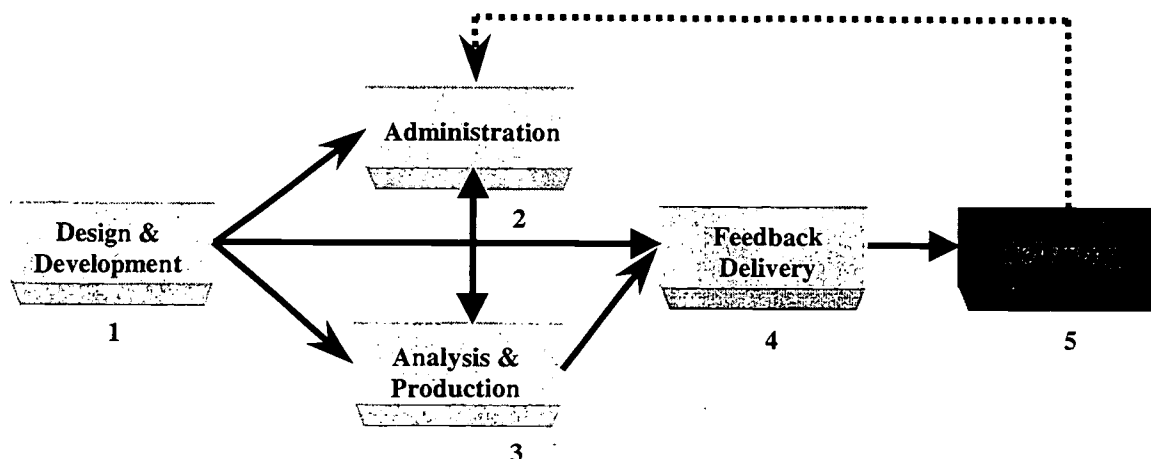 Administration
2
Design &
Development
1
Feedback
Delivery
4
5
Analysis &
Production
3